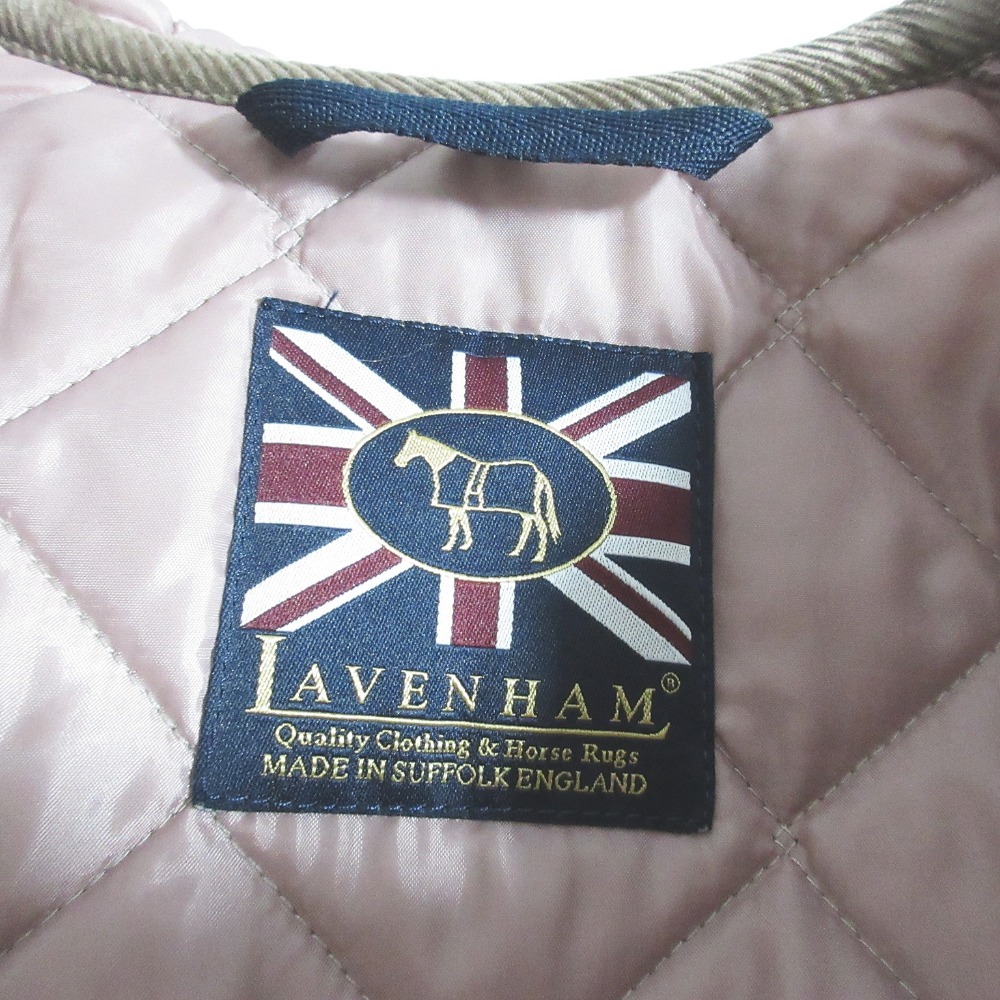 LAVENHAM®
Quality Clothing & Horse Rugs
MADE IN SUFFOLK ENGLAND